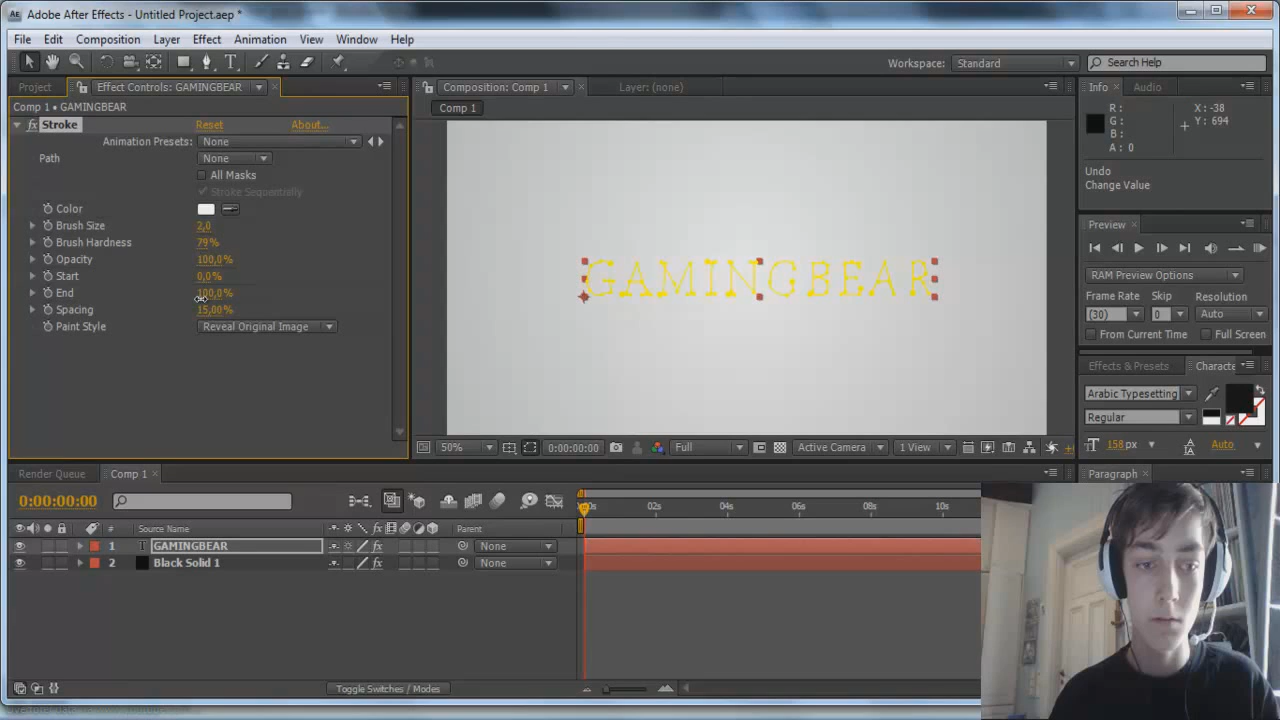 Adobe After Effects - Untitled Project.aep *
File Edit Composition Layer Effect Animation View Window Help
Workspace: Standard Search Help
Project Effect Controls: GAMINGBEAR Composition: Comp 1 Layer: (none) Info Audio
Comp 1 • GAMINGBEAR
Comp 1
fx Stroke Reset About...
Animation Presets: None
Path None
All Masks
Stroke Sequentially
Color
Brush Size 2,0
Brush Hardness 79%
Opacity 100,0%
Start 0,0%
End 100,0%
Spacing 15,00%
Paint Style Reveal Original Image
GAMINGBEAR
R:
G:
B:
A: 0
X: -38
Y: 694
Undo
Change Value
Preview
RAM Preview Options
Frame Rate Skip Resolution
(30) 0 Auto
From Current Time Full Screen
Effects & Presets Characte
Arabic Typesetting
Regular
158 px Auto
Paragraph
50% 0:00:00:00 Full Active Camera 1 View
Render Queue Comp 1
0:00:00:00
02s 04s 06s 08s 10s
# Source Name fx Parent
1 T GAMINGBEAR fx None
2 Black Solid 1 fx None
Toggle Switches / Modes